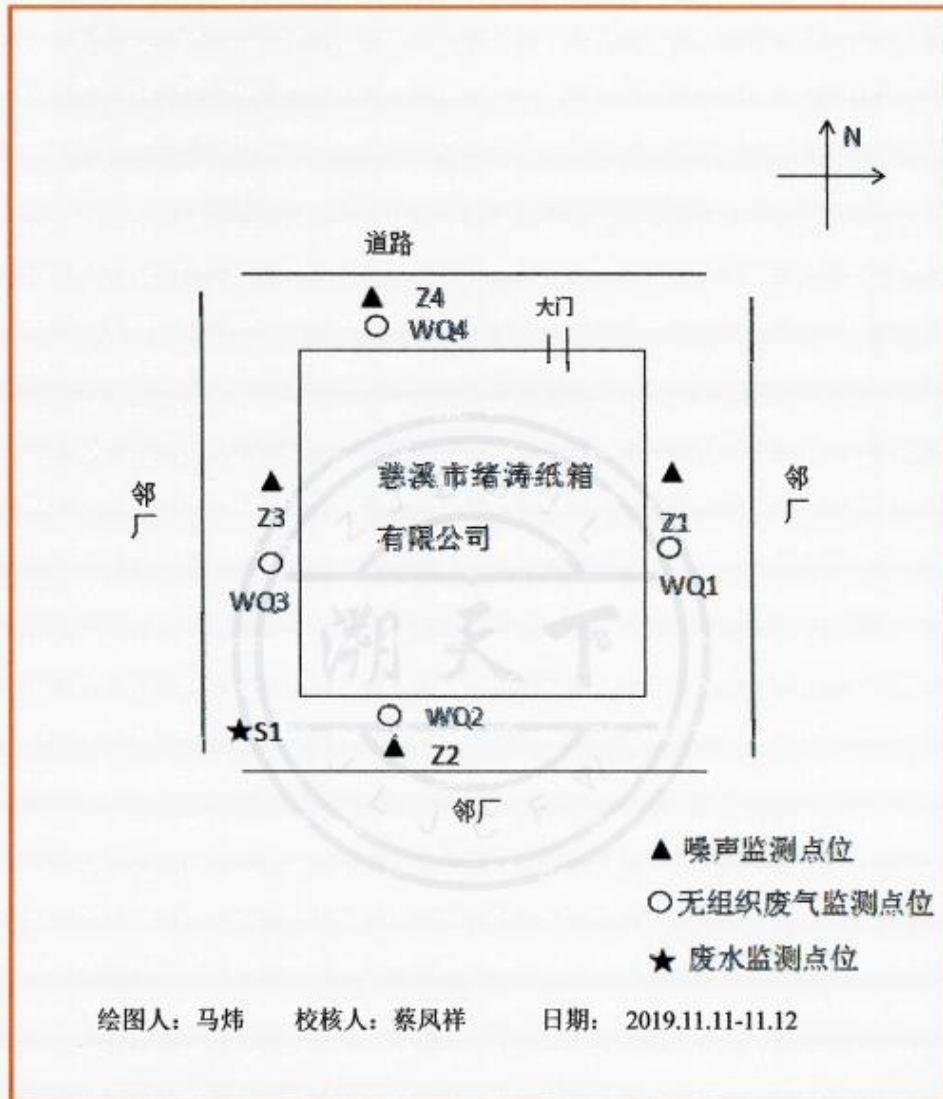 N
道路
Z4
WQ4
大门
慈溪市绪涛纸箱
有限公司
邻厂
Z3
WQ3
Z1
WQ1
邻厂
溯天下
WQ2
Z2
S1
邻厂
噪声监测点位
无组织废气监测点位
废水监测点位
绘图人：马炜 校核人：蔡凤祥 日期： 2019.11.11-11.12